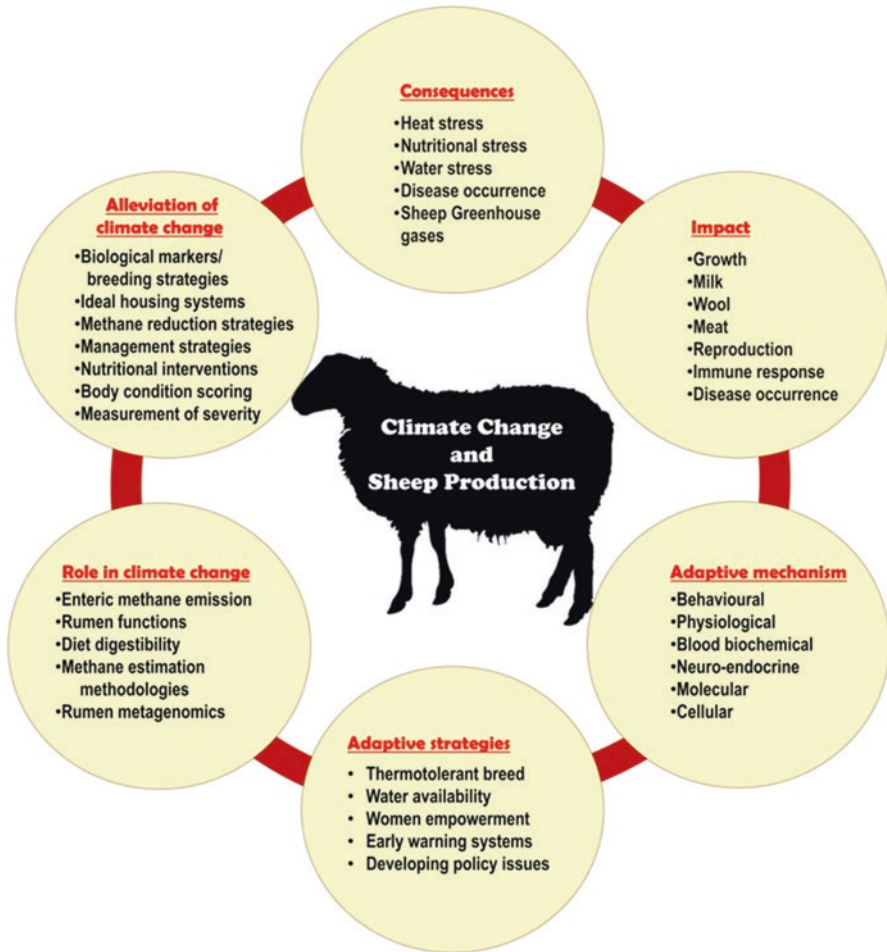 Consequences
•Heat stress
•Nutritional stress
•Water stress
•Disease occurrence
•Sheep Greenhouse
gases
Impact
•Growth
•Milk
•Wool
•Meat
•Reproduction
•Immune response
•Disease occurrence
Adaptive mechanism
•Behavioural
•Physiological
•Blood biochemical
•Neuro-endocrine
•Molecular
•Cellular
Adaptive strategies
• Thermotolerant breed
• Water availability
• Women empowerment
• Early warning systems
• Developing policy issues
Role in climate change
•Enteric methane emission
•Rumen functions
•Diet digestibility
•Methane estimation
methodologies
•Rumen metagenomics
Alleviation of
climate change
•Biological markers/
breeding strategies
•Ideal housing systems
•Methane reduction strategies
•Management strategies
•Nutritional interventions
•Body condition scoring
•Measurement of severity
Climate Change
and
Sheep Production